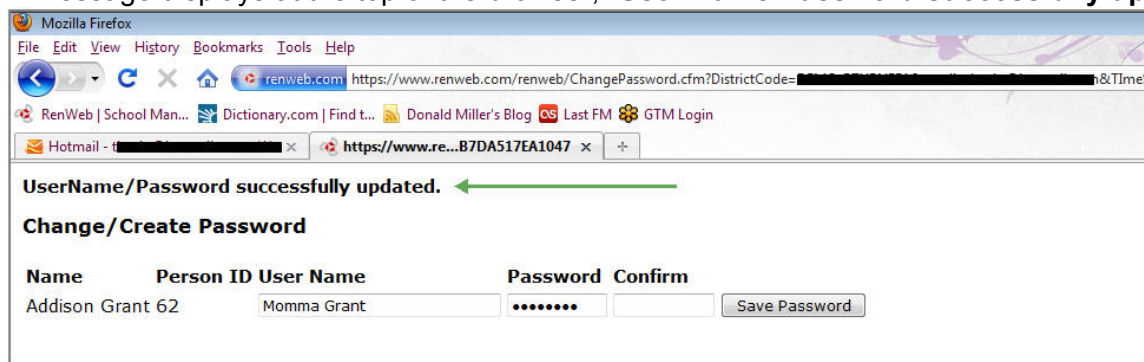 Mozilla Firefox
File Edit View History Bookmarks Tools Help
renweb.com https://www.renweb.com/renweb/ChangePassword.cfm?DistrictCode=
RenWeb | School Man... Dictionary.com | Find t... Donald Miller's Blog Last FM GTM Login
Hotmail - t https://www.re...B7DA517EA1047
UserName/Password successfully updated.
Change/Create Password
Name Person ID User Name Password Confirm
Addison Grant 62 Momma Grant •••••••• Save Password